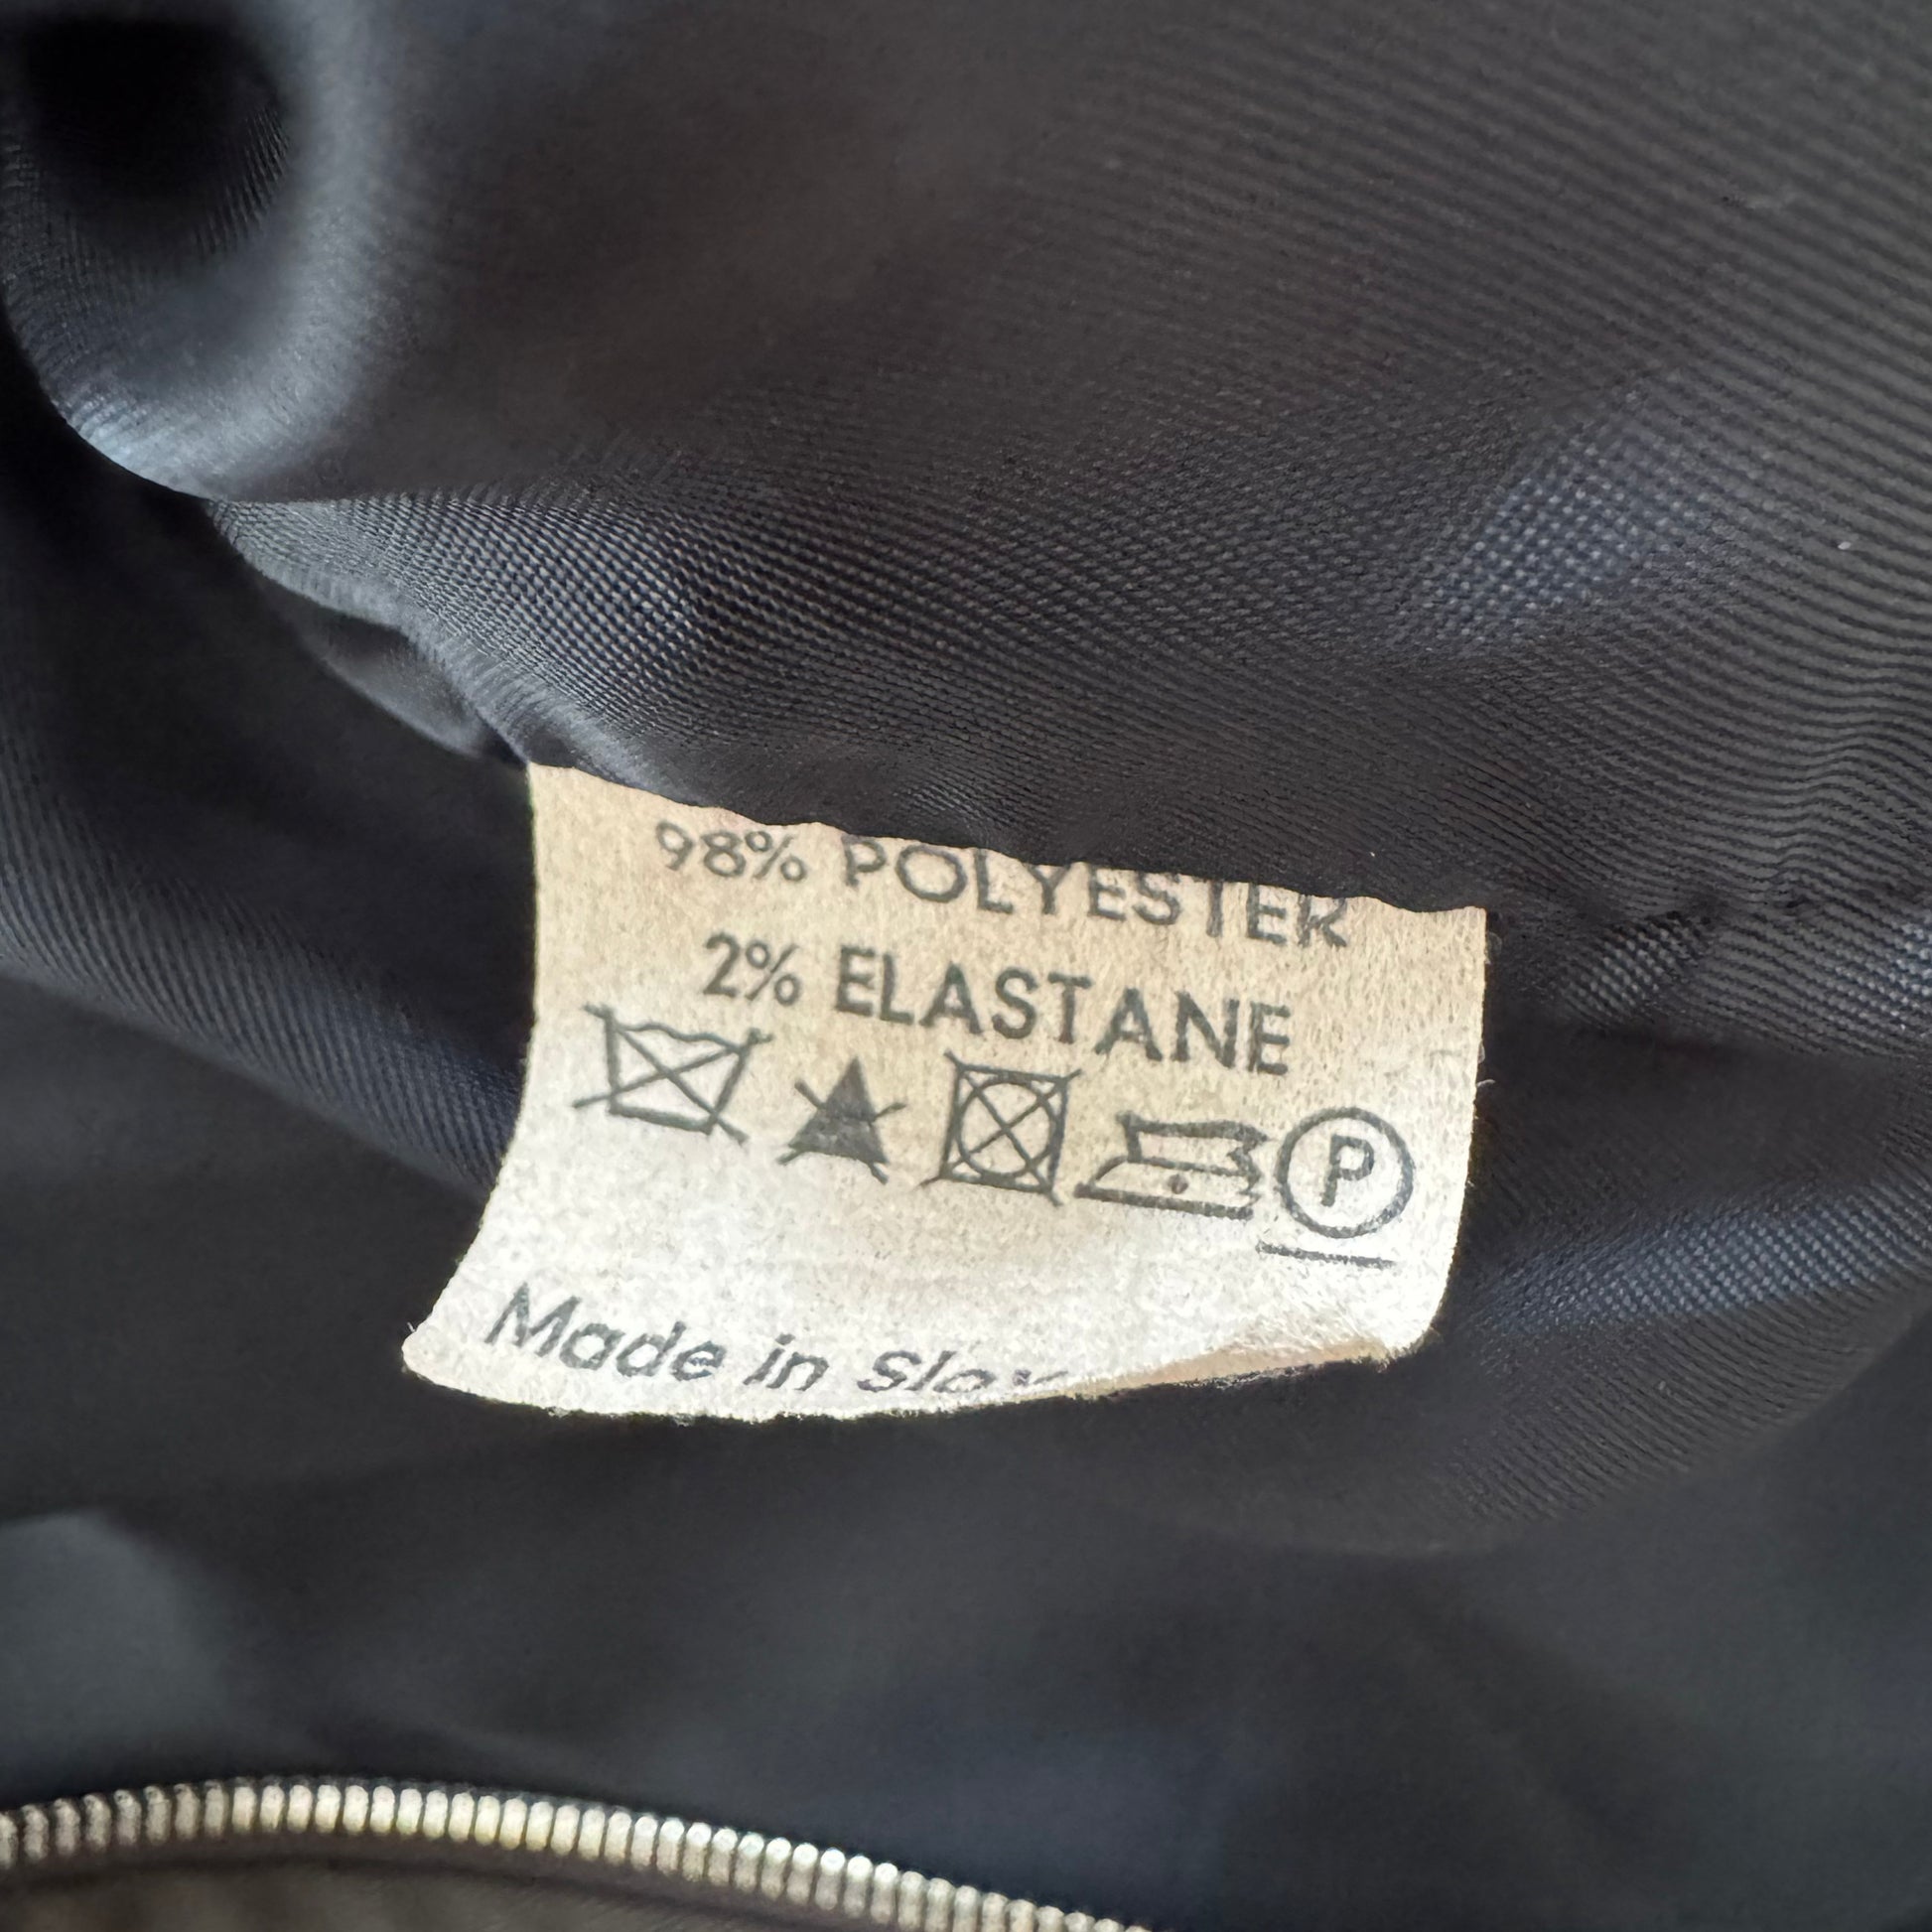 98% POLYESTER
2% ELASTANE
P
Made in